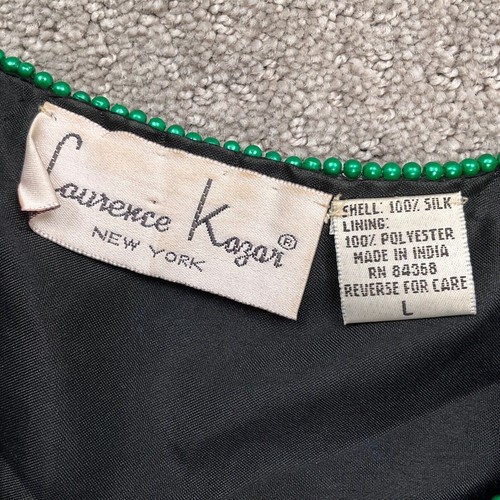 Laurence Kazar®
NEW YORK
SHELL: 100% SILK
LINING:
100% POLYESTER
MADE IN INDIA
RN 84368
REVERSE FOR CARE
L